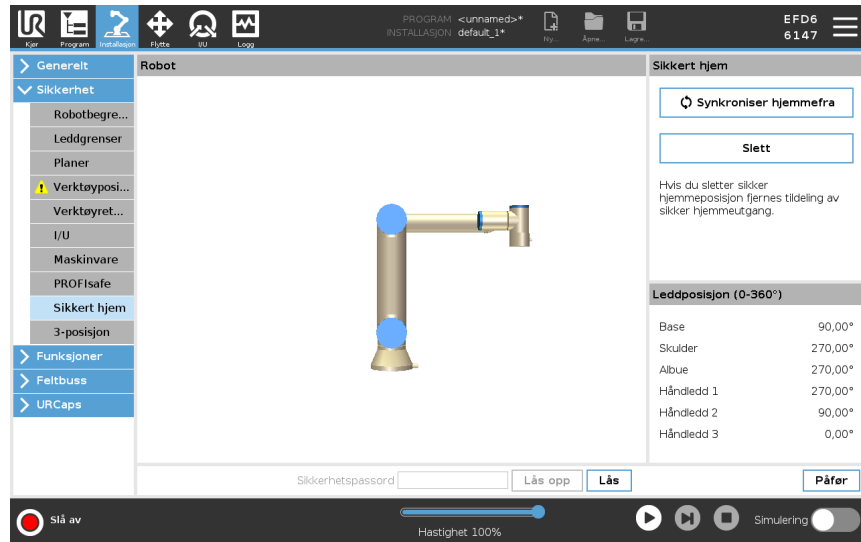 UR
PROGRAM <unnamed>*
INSTALLASJON default_1*
EFD6
6147
Kjør
Program
Installasjon
Flytte
I/U
Logg
Ny...
Åpne...
Lagre...
Generelt
Sikkerhet
Robotbegre...
Leddgrenser
Planer
Verktøyposi...
Verktøyret...
I/U
Maskinvare
PROFIsafe
Sikkert hjem
3-posisjon
Funksjoner
Feltbuss
URCaps
Robot
Sikkert hjem
Synkroniser hjemmefra
Slett
Hvis du sletter sikker
hjemmeposisjon fjernes tildeling av
sikker hjemmeutgang.
Leddposisjon (0-360°)
Base 90,00°
Skulder 270,00°
Albue 270,00°
Håndledd 1 270,00°
Håndledd 2 90,00°
Håndledd 3 0,00°
Sikkerhetspassord
Lås opp
Lås
Påfør
Slå av
Hastighet 100%
Simulering